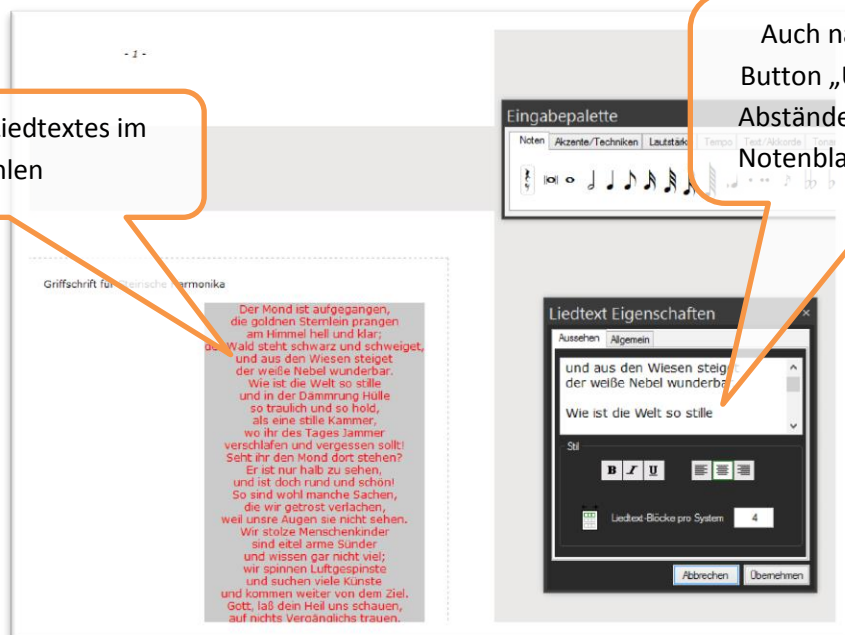 - 1 -
Liedtextes im
hlen
Auch na
Button „U
Abstände
Notenbla
Eingabepalette
Noten Akzente/Techniken Lautstärke Tempo Text/Akkorde
Griffschrift für Steirische Harmonika
Der Mond ist aufgegangen,
die goldnen Sternlein prangen
am Himmel hell und klar;
der Wald steht schwarz und schweiget,
und aus den Wiesen steiget
der weiße Nebel wunderbar.
Wie ist die Welt so stille
und in der Dämmrung Hülle
so traulich und so hold,
als eine stille Kammer,
wo ihr des Tages Jammer
verschlafen und vergessen sollt!
Seht ihr den Mond dort stehen?
Er ist nur halb zu sehen,
und ist doch rund und schön!
So sind wohl manche Sachen,
die wir getrost verlachen,
weil unsre Augen sie nicht sehen.
Wir stolze Menschenkinder
sind eitel arme Sünder
und wissen gar nicht viel;
wir spinnen Luftgespinste
und suchen viele Künste
und kommen weiter von dem Ziel.
Gott, laß dein Heil uns schauen,
auf nichts Vergänglichs trauen,
Liedtext Eigenschaften
Aussehen Allgemein
und aus den Wiesen steiget
der weiße Nebel wunderba
Wie ist die Welt so stille
Stil
B I U
Liedtext-Blöcke pro System 4
Abbrechen Übernehmen